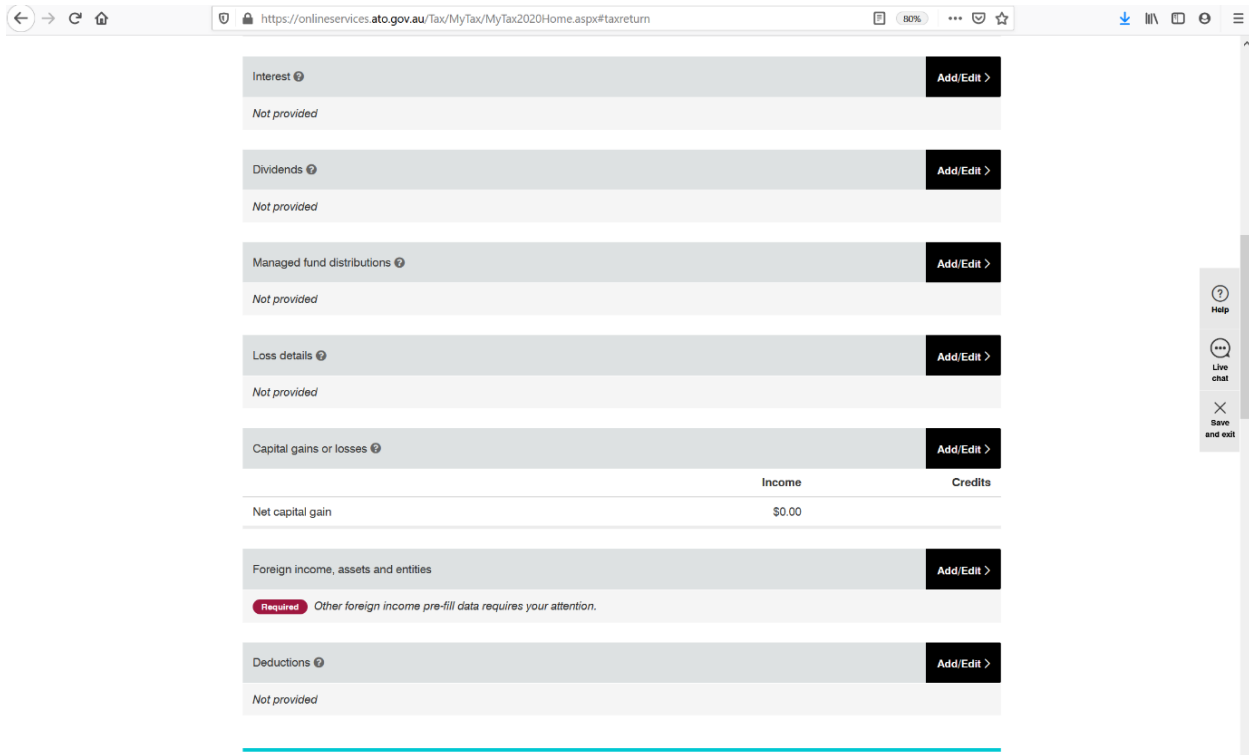 https://onlineservices.ato.gov.au/Tax/MyTax/MyTax2020Home.aspx#taxreturn 80%
Interest Add/Edit
Not provided
Dividends Add/Edit
Not provided
Managed fund distributions Add/Edit
Not provided
Loss details Add/Edit
Not provided
Capital gains or losses Add/Edit
Income Credits
Net capital gain $0.00
Foreign income, assets and entities Add/Edit
Required Other foreign income pre-fill data requires your attention.
Deductions Add/Edit
Not provided
Help
Live
chat
Save
and exit